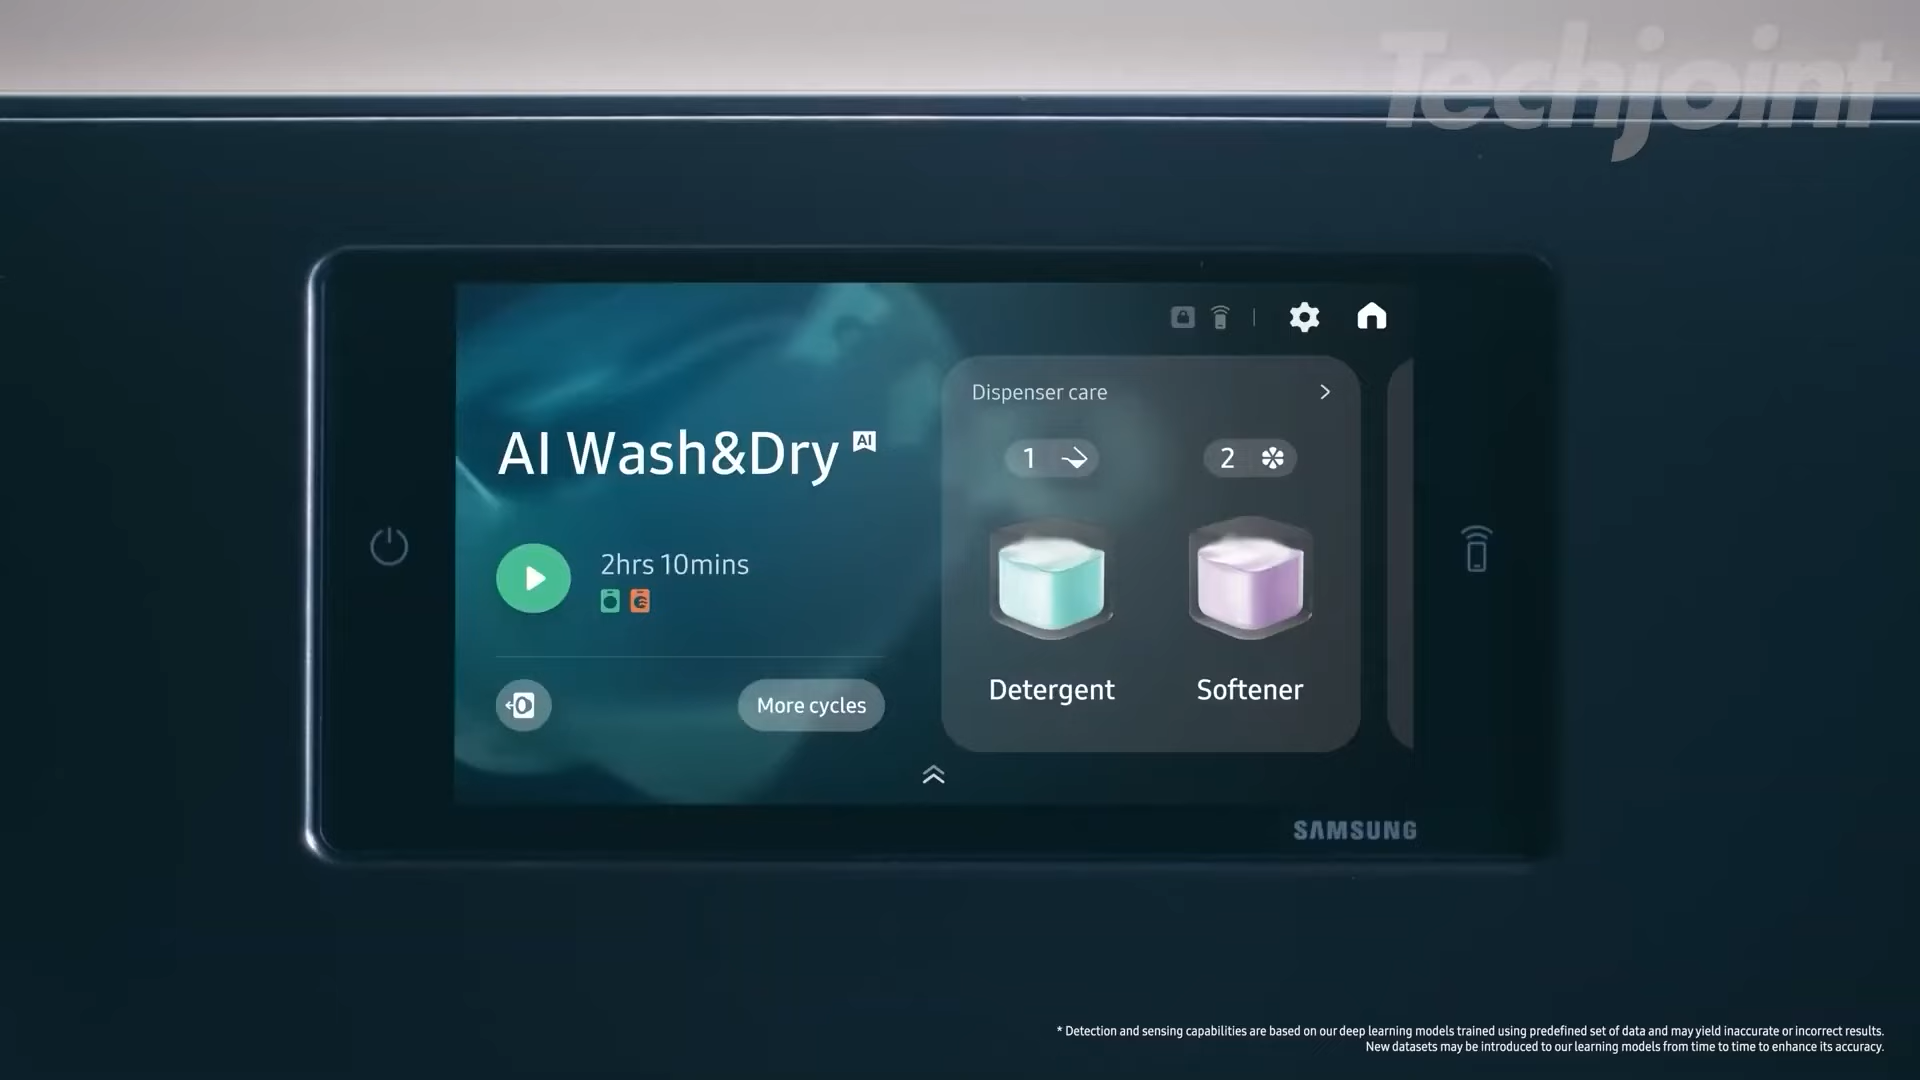 Techjoint
Dispenser care
1
2
AI Wash&Dry AI
2hrs 10mins
Detergent
Softener
More cycles
SAMSUNG
* Detection and sensing capabilities are based on our deep learning models trained using predefined set of data and may yield inaccurate or incorrect results.
New datasets may be introduced to our learning models from time to time to enhance its accuracy.